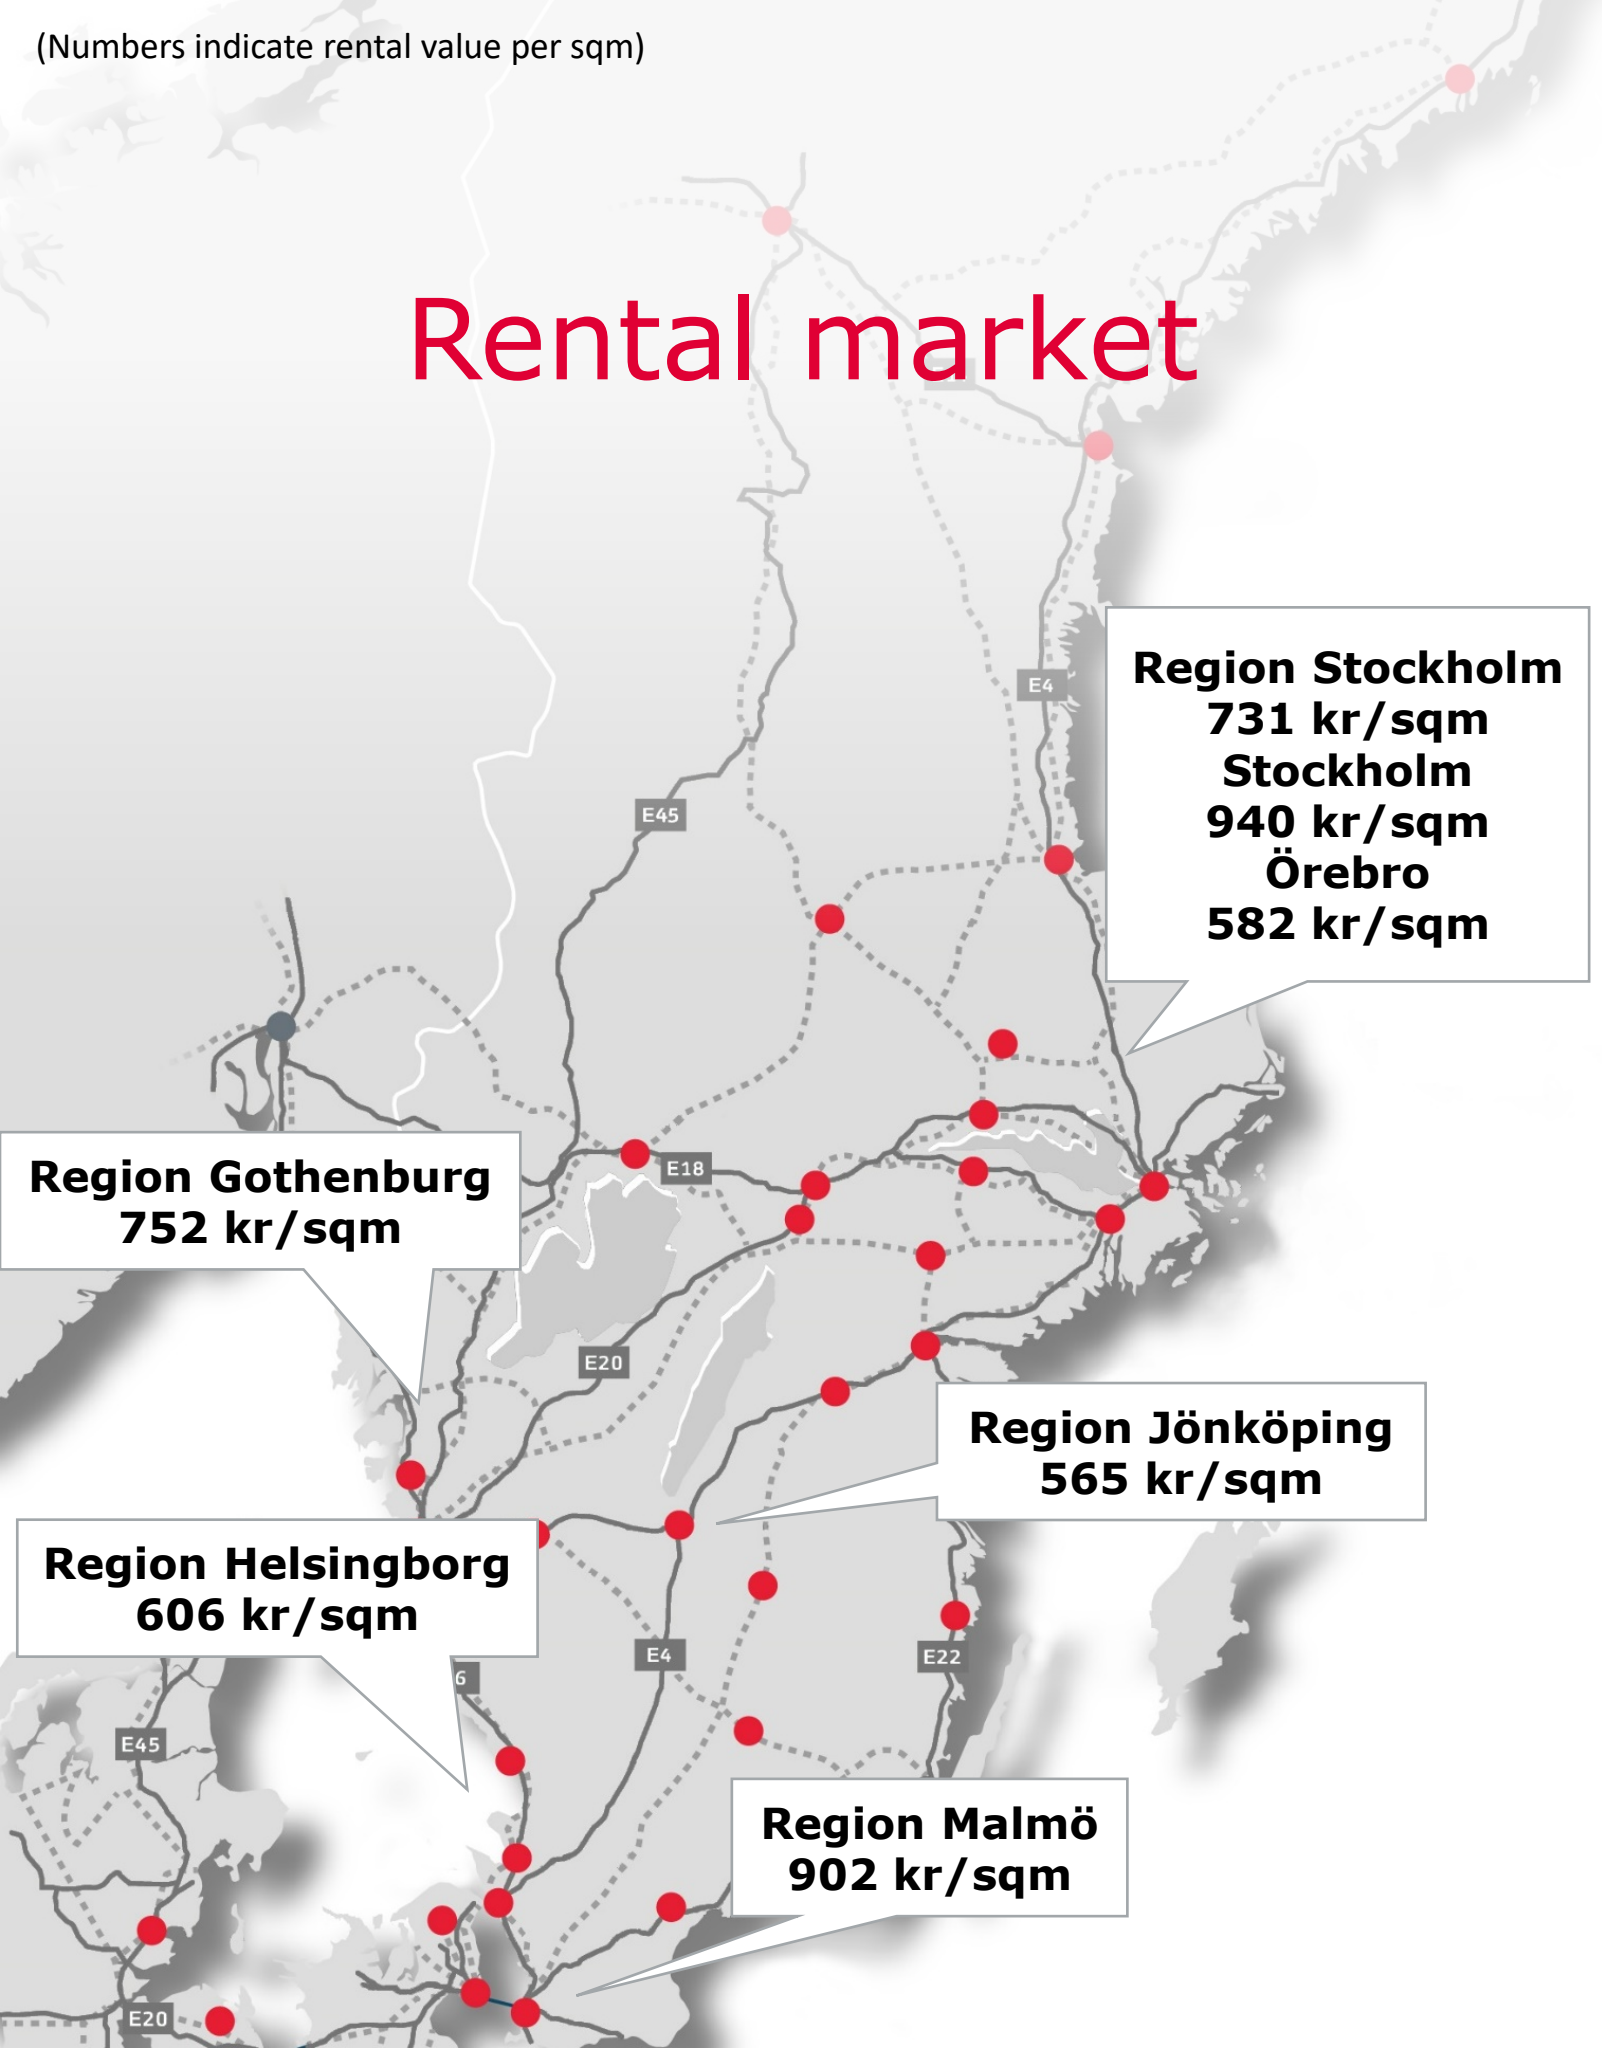 (Numbers indicate rental value per sqm)
Rental market
E4
Region Stockholm
731 kr/sqm
Stockholm
940 kr/sqm
Örebro
582 kr/sqm
E45
Region Gothenburg
752 kr/sqm
E18
E20
Region Jönköping
565 kr/sqm
Region Helsingborg
606 kr/sqm
E4
E22
6
E45
Region Malmö
902 kr/sqm
E20